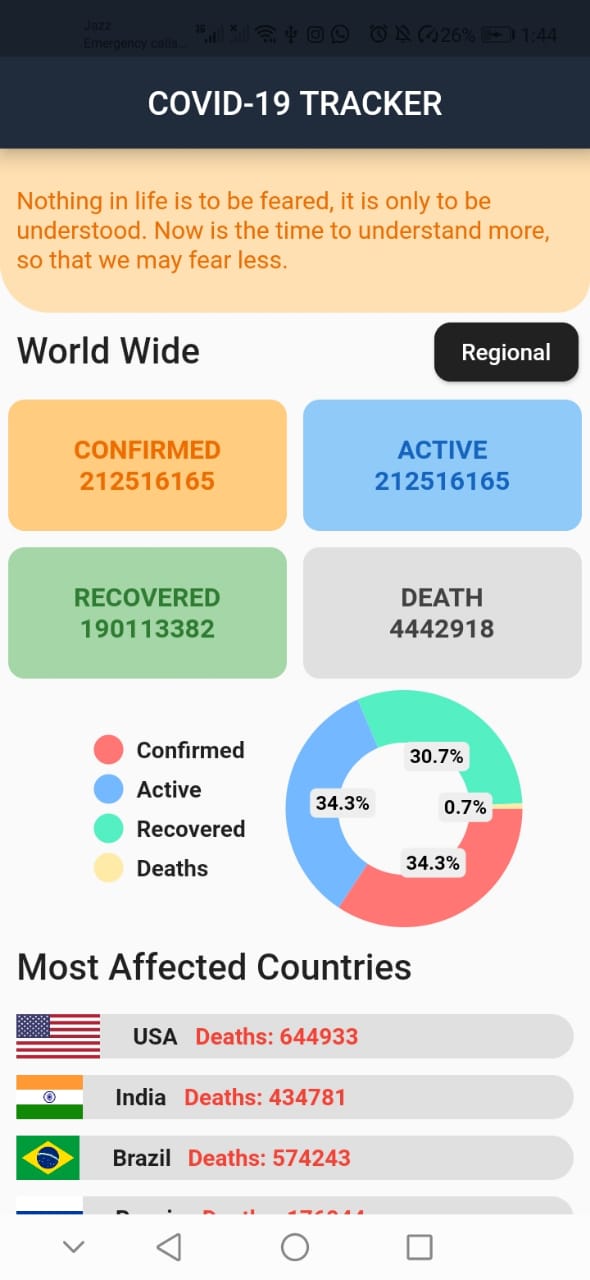 Jazz
Emergency calls...
26%
1:44
COVID-19 TRACKER
Nothing in life is to be feared, it is only to be
understood. Now is the time to understand more,
so that we may fear less.
World Wide
Regional
CONFIRMED
212516165
ACTIVE
212516165
RECOVERED
190113382
DEATH
4442918
Confirmed
Active
Recovered
Deaths
30.7%
34.3%
0.7%
34.3%
Most Affected Countries
USA Deaths: 644933
India Deaths: 434781
Brazil Deaths: 574243